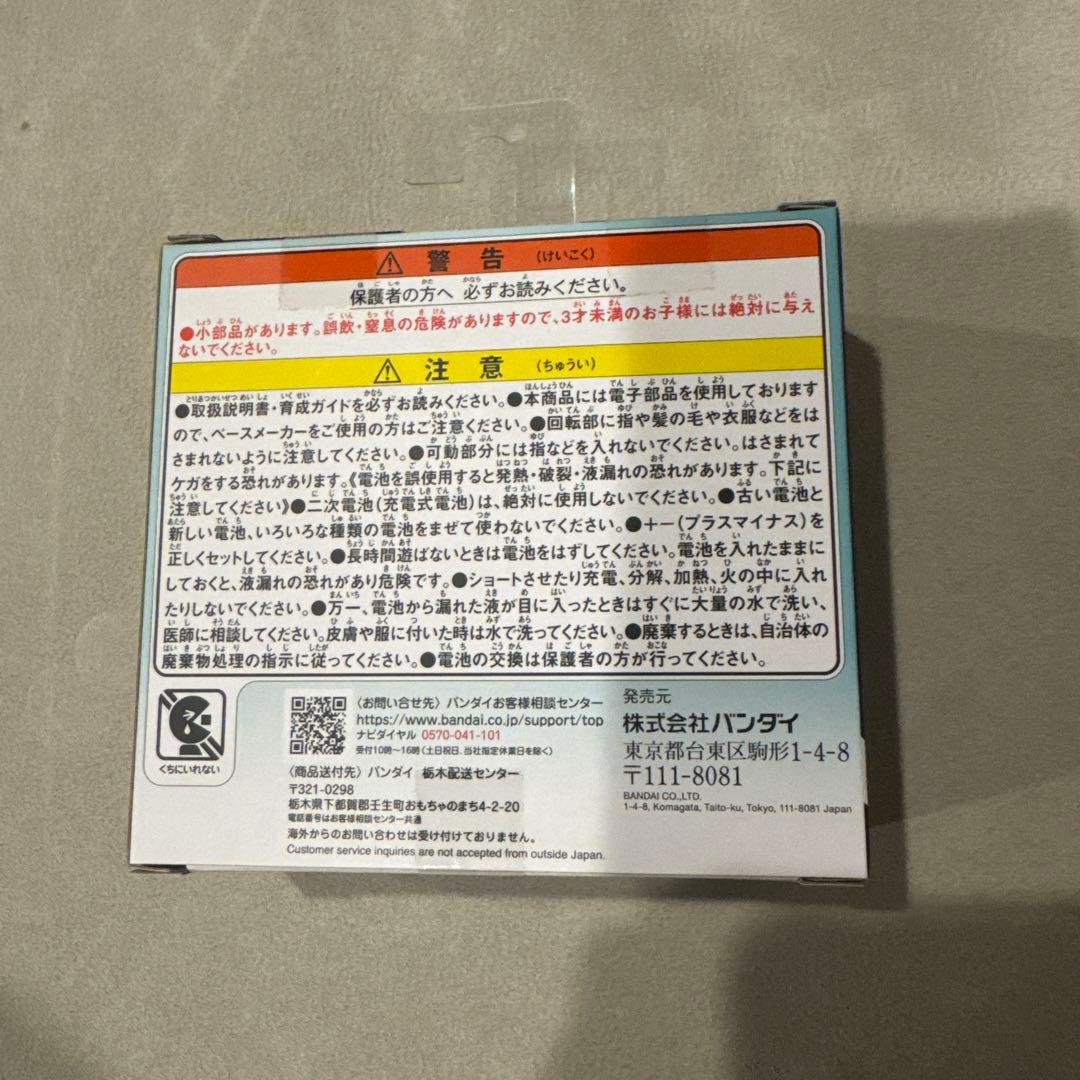 ⚠ 警告 (けいこく)
保護者の方へ 必ずお読みください。
●小部品があります。誤飲・窒息の危険がありますので、3才未満のお子様には絶対に与え
ないでください。
⚠ 注意 (ちゅうい)
●取扱説明書・育成ガイドを必ずお読みください。●本商品には電子部品を使用しております
ので、ペースメーカーをご使用の方はご注意ください。●回転部に指や髪の毛や衣服などをは
さまれないように注意してください。●可動部分には指などを入れないでください。はさまれて
ケガをする恐れがあります。《電池を誤使用すると発熱・破裂・液漏れの恐れがあります。下記に
注意してください》●二次電池(充電式電池)は、絶対に使用しないでください。●古い電池と
新しい電池、いろいろな種類の電池をまぜて使わないでください。●+−(プラスマイナス)を
正しくセットしてください。●長時間遊ばないときは電池をはずしてください。電池を入れたままに
しておくと、液漏れの恐れがあり危険です。●ショートさせたり充電、分解、加熱、火の中に入れ
たりしないでください。●万一、電池から漏れた液が目に入ったときはすぐに大量の水で洗い、
医師に相談してください。皮膚や服に付いた時は水で洗ってください。●廃棄するときは、自治体の
廃棄物処理の指示に従ってください。●電池の交換は保護者の方が行ってください。
くちにいれない
〈お問い合せ先〉バンダイお客様相談センター
https://www.bandai.co.jp/support/top
ナビダイヤル 0570-041-101
受付10時〜16時(土日祝日、当社指定休業日を除く)
〈商品送付先〉バンダイ 栃木配送センター
〒321-0298
栃木県下都賀郡壬生町おもちゃのまち4-2-20
電話番号はお客様相談センター共通
海外からのお問い合わせは受け付けておりません。
Customer service inquiries are not accepted from outside Japan.
発売元
株式会社バンダイ
東京都台東区駒形1-4-8
〒111-8081
BANDAI CO.,LTD.
1-4-8, Komagata, Taito-ku, Tokyo, 111-8081 Japan